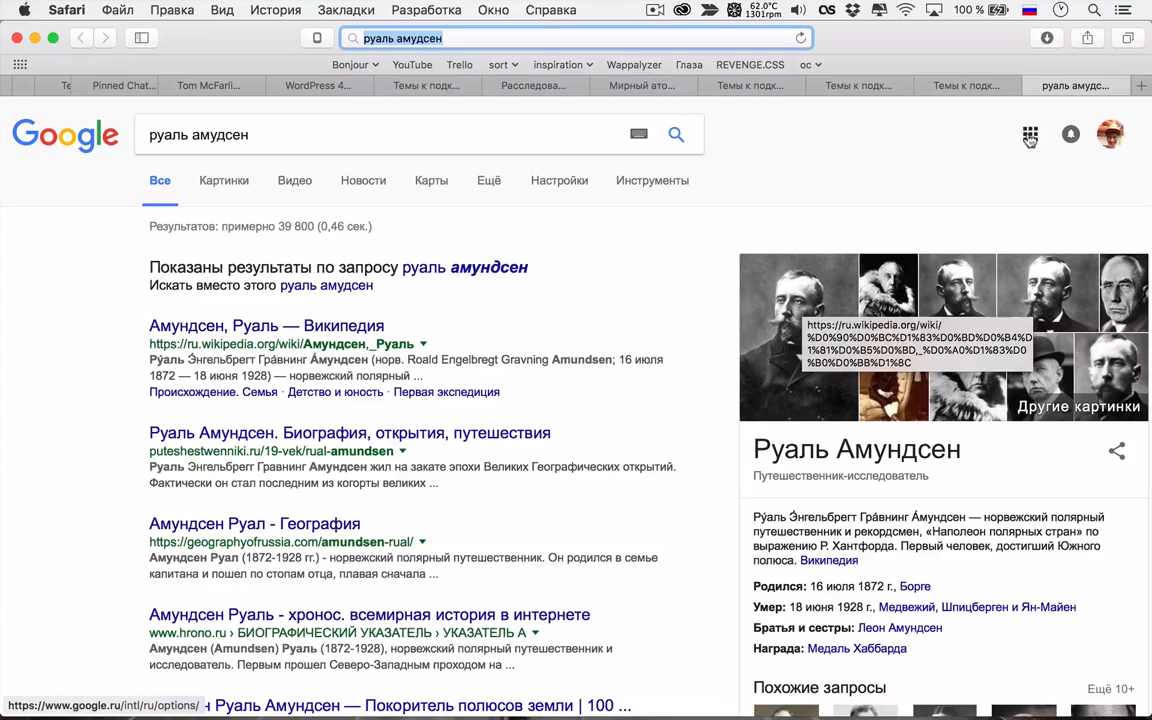 Safari Файл Правка Вид История Закладки Разработка Окно Справка 62.0°C 1301rpm 100 %
руаль амудсен
Bonjour YouTube Trello sort inspiration Wappalyzer Глаза REVENGE.CSS ос
Те Pinned Chat... Tom McFarli... WordPress 4... Темы к подк... Расследова... Мирный ато... Темы к подк... Темы к подк... Темы к подк... руаль амудс...
Google руаль амудсен
Все Картинки Видео Новости Карты Ещё Настройки Инструменты
Результатов: примерно 39 800 (0,46 сек.)
Показаны результаты по запросу руаль амундсен
Искать вместо этого руаль амудсен
Амундсен, Руаль — Википедия
https://ru.wikipedia.org/wiki/Амундсен,_Руаль
Ру́аль Э́нгельбрегт Гра́внинг А́мундсен (норв. Roald Engelbregt Gravning Amundsen; 16 июля
1872 — 18 июня 1928) — норвежский полярный ...
Происхождение. Семья · Детство и юность · Первая экспедиция
Руаль Амундсен. Биография, открытия, путешествия
puteshestwenniki.ru/19-vek/rual-amundsen
Руаль Энгельбрегт Гравнинг Амундсен жил на закате эпохи Великих Географических открытий.
Фактически он стал последним из когорты великих ...
Амундсен Руал - География
https://geographyofrussia.com/amundsen-rual/
Амундсен Руал (1872-1928 гг.) - норвежский полярный путешественник. Он родился в семье
капитана и пошел по стопам отца, плавая сначала ...
Амундсен Руаль - хронос. всемирная история в интернете
www.hrono.ru › БИОГРАФИЧЕСКИЙ УКАЗАТЕЛЬ › УКАЗАТЕЛЬ А
Амундсен (Amundsen) Руаль (1872-1928), норвежский полярный путешественник и
исследователь. Первым прошел Северо-Западным проходом на ...
н Руаль Амундсен — Покоритель полюсов земли | 100 ...
https://www.google.ru/intl/ru/options/
https://ru.wikipedia.org/wiki/
%D0%90%D0%BC%D1%83%D0%BD%D0%B4%D
1%81%D0%B5%D0%BD,_%D0%A0%D1%83%D0
%B0%D0%BB%D1%8C
Другие картинки
Руаль Амундсен
Путешественник-исследователь
Ру́аль Э́нгельбрегт Гра́внинг А́мундсен — норвежский полярный
путешественник и рекордсмен, «Наполеон полярных стран» по
выражению Р. Хантфорда. Первый человек, достигший Южного
полюса. Википедия
Родился: 16 июля 1872 г., Борге
Умер: 18 июня 1928 г., Медвежий, Шпицберген и Ян-Майен
Братья и сестры: Леон Амундсен
Награда: Медаль Хаббарда
Похожие запросы Ещё 10+